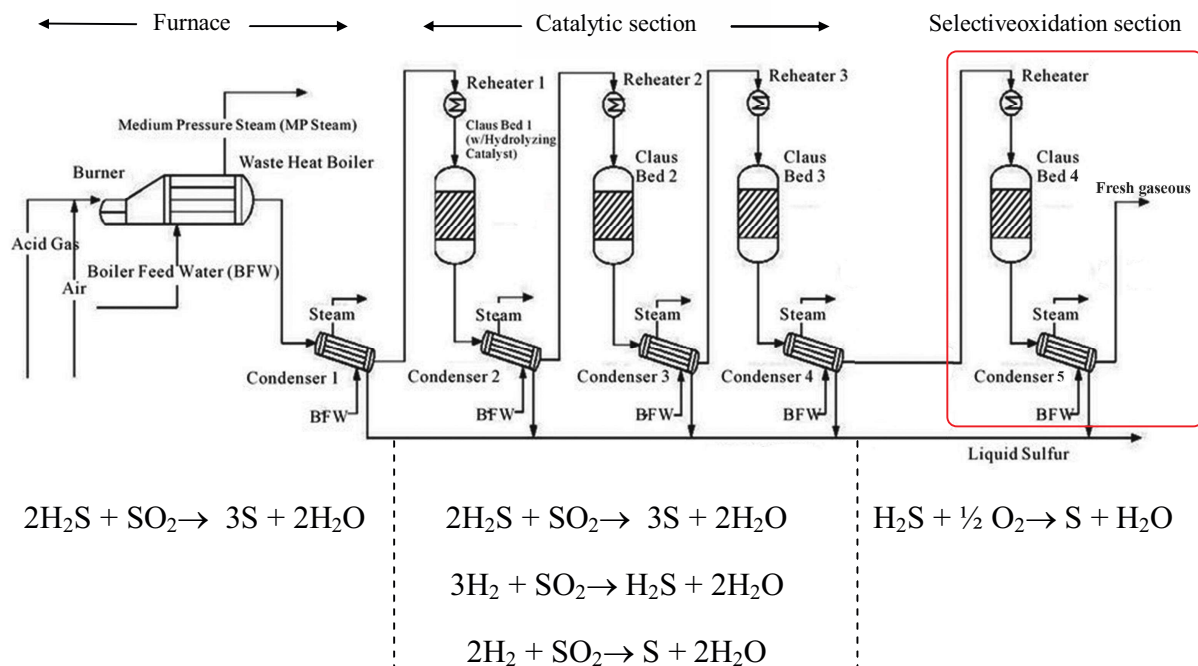 Furnace
Catalytic section
Selectiveoxidation section
Reheater 1
Reheater 2
Reheater 3
Reheater
Medium Pressure Steam (MP Steam)
Claus Bed 1
(w/Hydrolyzing
Catalyst)
Waste Heat Boiler
Burner
Claus
Bed 2
Claus
Bed 3
Claus
Bed 4
Fresh gaseous
Acid Gas
Boiler Feed Water (BFW)
Air
Steam
Steam
Steam
Steam
Steam
Condenser 1
Condenser 2
Condenser 3
Condenser 4
Condenser 5
BFW
BFW
BFW
BFW
BFW
Liquid Sulfur
2H₂S + SO₂→ 3S + 2H₂O
2H₂S + SO₂→ 3S + 2H₂O
H₂S + ½ O₂→ S + H₂O
3H₂ + SO₂→ H₂S + 2H₂O
2H₂ + SO₂→ S + 2H₂O